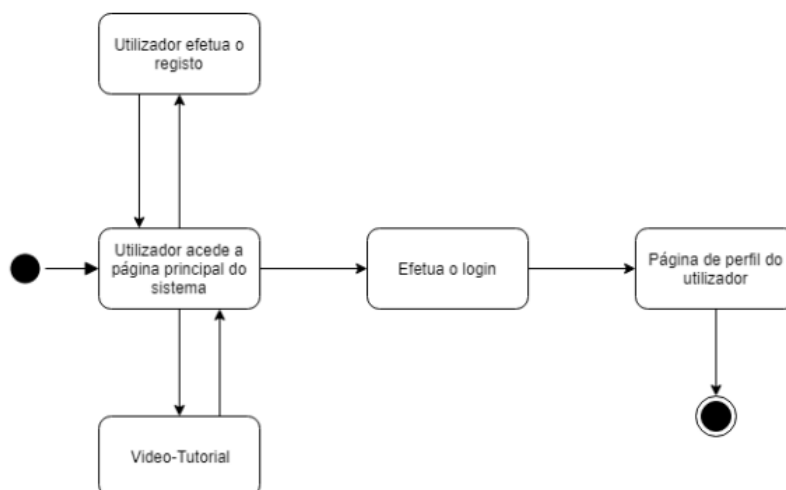 Utilizador efetua o
registo
Utilizador acede a
página principal do
sistema
Efetua o login
Página de perfil do
utilizador
Video-Tutorial